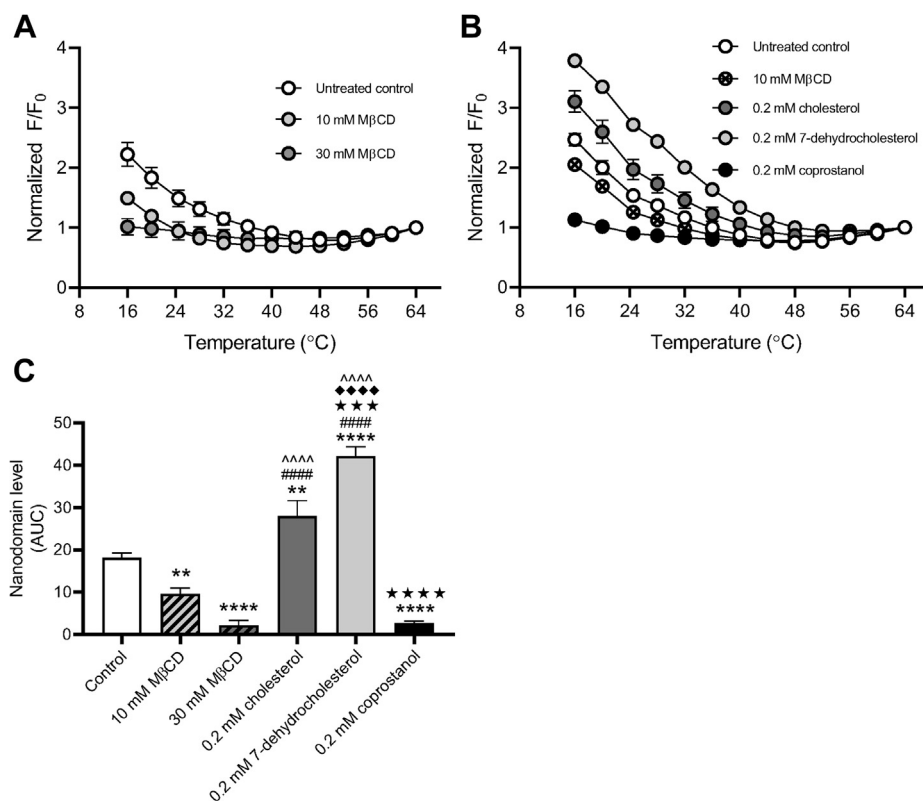 A
4
3
2
1
0
Normalized F/F0
8 16 24 32 40 48 56 64
Temperature (°C)
Untreated control
10 mM MβCD
30 mM MβCD
B
4
3
2
1
0
Normalized F/F0
8 16 24 32 40 48 56 64
Temperature (°C)
Untreated control
10 mM MβCD
0.2 mM cholesterol
0.2 mM 7-dehydrocholesterol
0.2 mM coprostanol
C
50
40
30
20
10
0
Nanodomain level
(AUC)
**
****
^^^^
####
**
^^^^
◆◆◆◆
★★★
####
****
★★★★
****
Control
10 mM MβCD
30 mM MβCD
0.2 mM cholesterol
0.2 mM 7-dehydrocholesterol
0.2 mM coprostanol